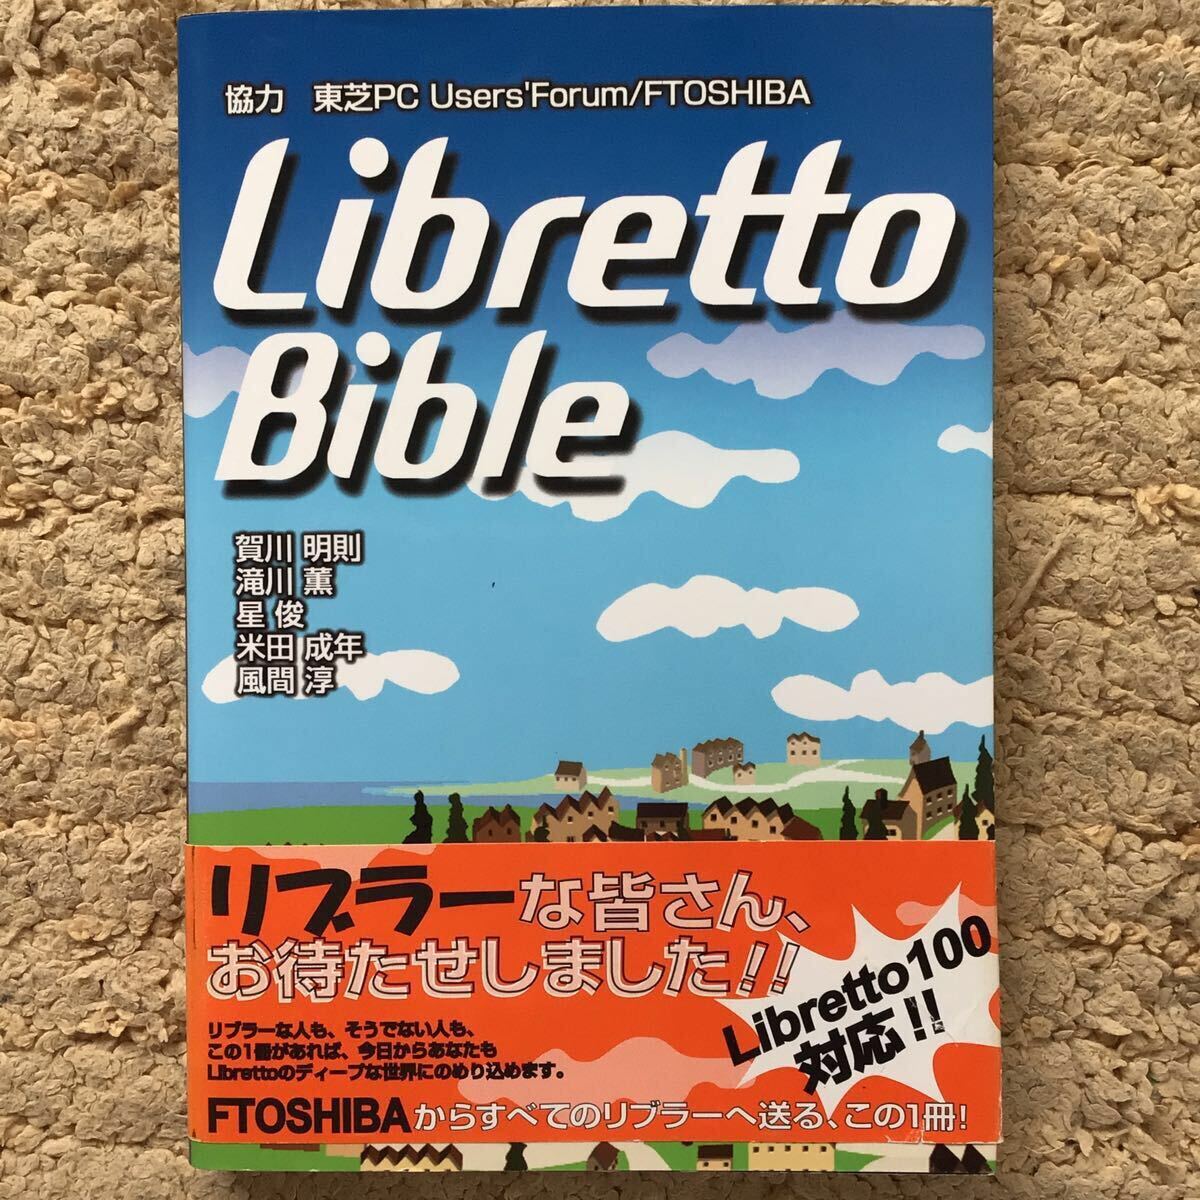 協力　東芝PC Users'Forum/FTOSHIBA
Libretto
Bible
賀川 明則
滝川 薫
星 俊
米田 成年
風間 淳
リブラーな皆さん、
お待たせしました!!
Libretto100
対応!!
リブラーな人も、そうでない人も、
この1冊があれば、今日からあなたも
Librettoのディープな世界にのめり込めます。
FTOSHIBAからすべてのリブラーへ送る、この1冊!